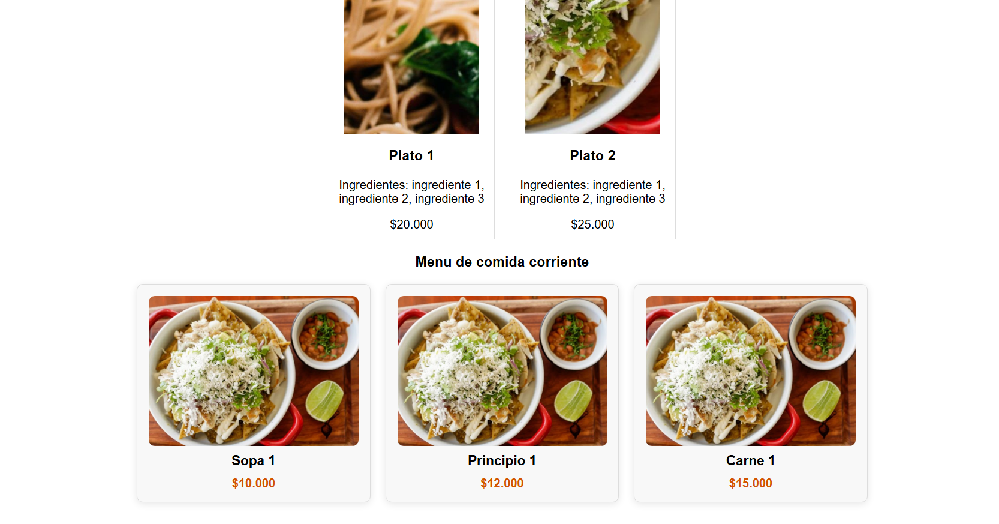 Plato 1
Ingredientes: ingrediente 1,
ingrediente 2, ingrediente 3
$20.000
Plato 2
Ingredientes: ingrediente 1,
ingrediente 2, ingrediente 3
$25.000
Menu de comida corriente
Sopa 1
$10.000
Principio 1
$12.000
Carne 1
$15.000